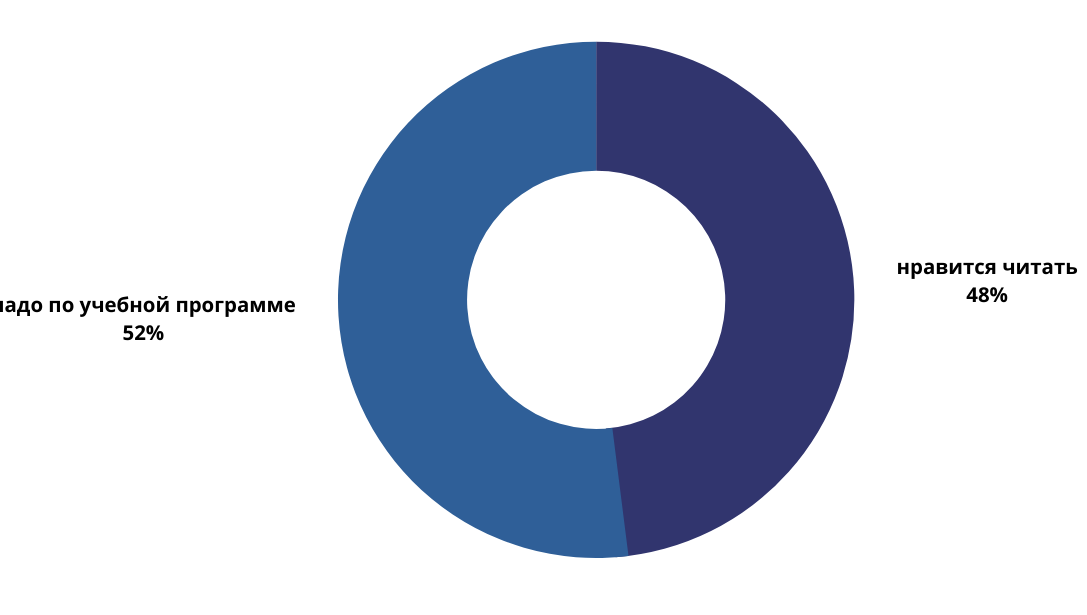 нравится читать
48%
надо по учебной программе
52%